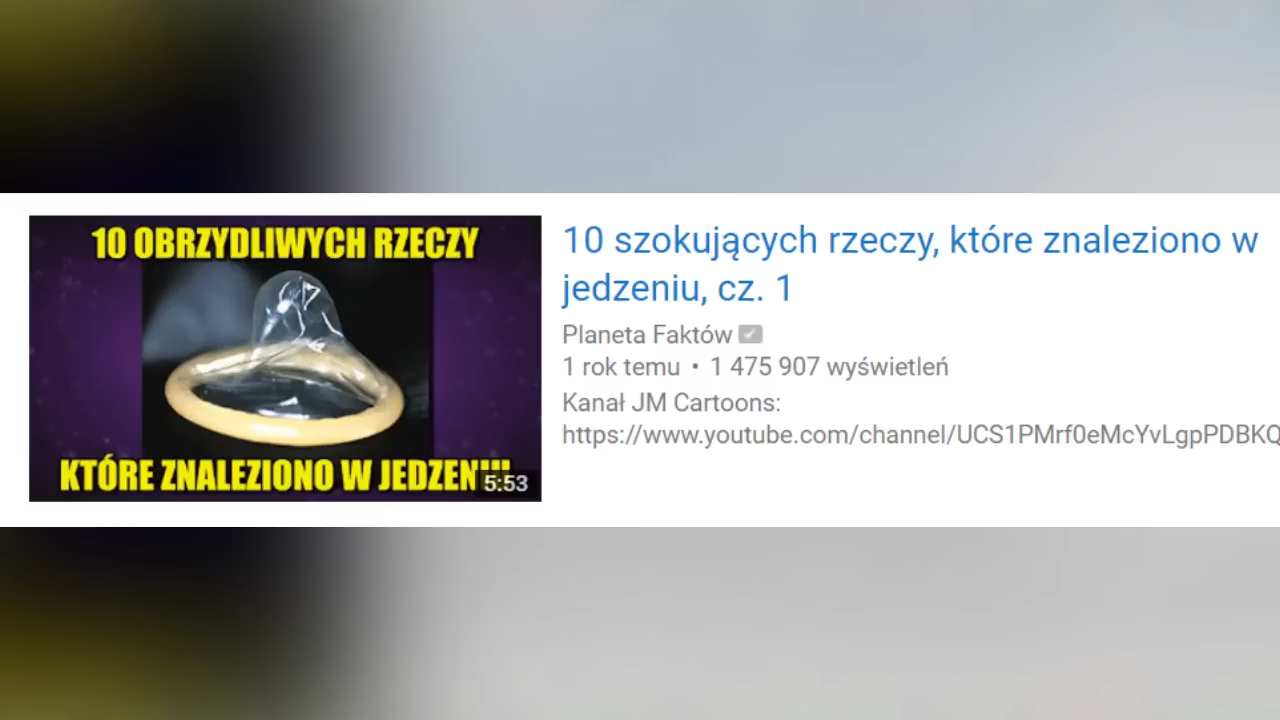 10 OBRZYDLIWYCH RZECZY
KTÓRE ZNALEZIONO W
5:53
10 szokujących rzeczy, które znaleziono w
jedzeniu, cz. 1
Planeta Faktów
1 rok temu • 1 475 907 wyświetleń
Kanał JM Cartoons:
https://www.youtube.com/channel/UCS1PMrf0eMcYvLgpPDBKQ